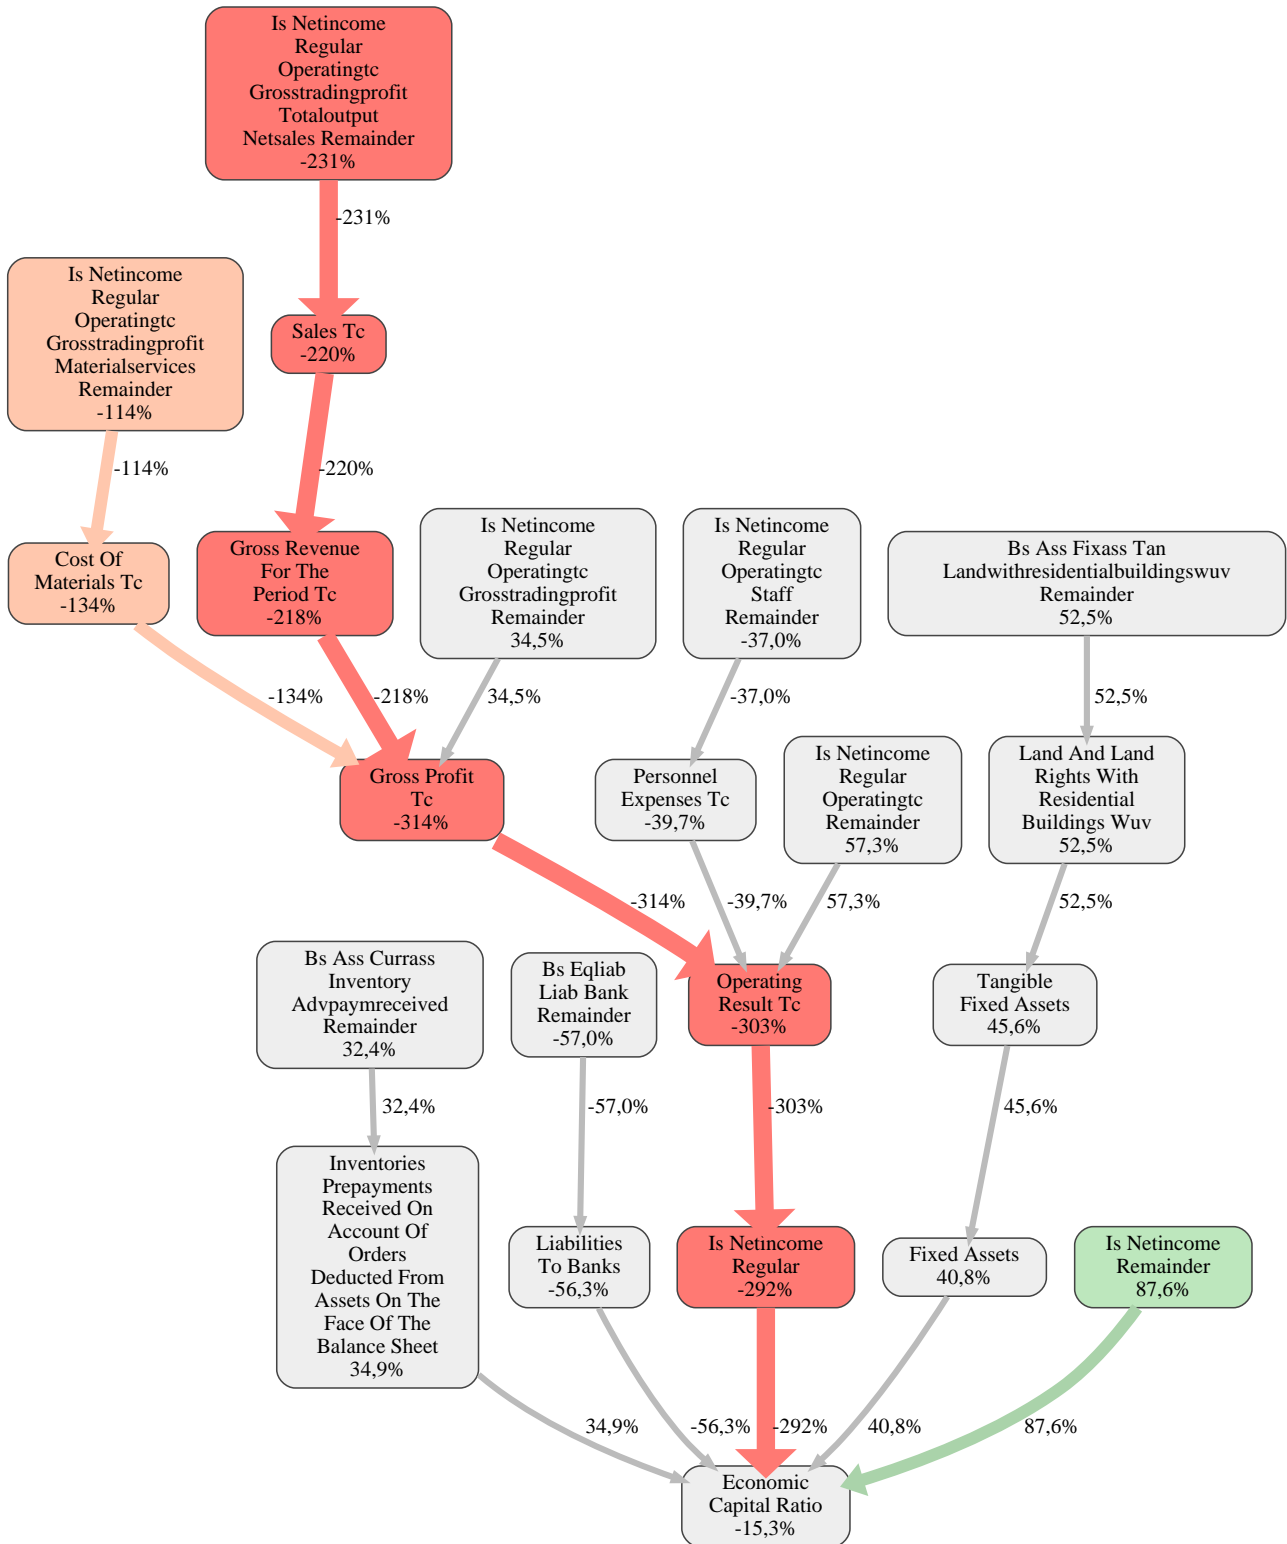 Is Netincome
Regular
Operatingtc
Grosstradingprofit
Totaloutput
Netsales Remainder
-231%
-231%
Is Netincome
Regular
Operatingtc
Grosstradingprofit
Materialservices
Remainder
-114%
Sales Tc
-220%
-114%
-220%
Cost Of
Materials Tc
-134%
Gross Revenue
For The
Period Tc
-218%
Is Netincome
Regular
Operatingtc
Grosstradingprofit
Remainder
34,5%
Is Netincome
Regular
Operatingtc
Staff
Remainder
-37,0%
Bs Ass Fixass Tan
Landwithresidentialbuildingswuv
Remainder
52,5%
-134%
-218%
34,5%
-37,0%
52,5%
Gross Profit
Tc
-314%
Personnel
Expenses Tc
-39,7%
Is Netincome
Regular
Operatingtc
Remainder
57,3%
Land And Land
Rights With
Residential
Buildings Wuv
52,5%
-314%
-39,7%
57,3%
52,5%
Bs Ass Currass
Inventory
Advpaymreceived
Remainder
32,4%
Bs Eqliab
Liab Bank
Remainder
-57,0%
Operating
Result Tc
-303%
Tangible
Fixed Assets
45,6%
32,4%
-57,0%
-303%
45,6%
Inventories
Prepayments
Received On
Account Of
Orders
Deducted From
Assets On The
Face Of The
Balance Sheet
34,9%
Liabilities
To Banks
-56,3%
Is Netincome
Regular
-292%
Fixed Assets
40,8%
Is Netincome
Remainder
87,6%
34,9%
-56,3%
-292%
40,8%
87,6%
Economic
Capital Ratio
-15,3%